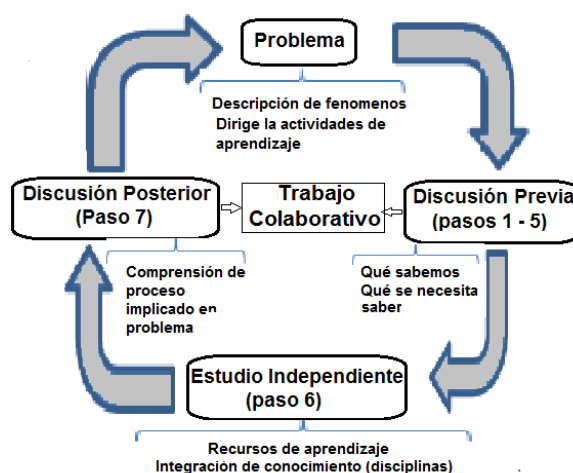 Problema
Descripción de fenomenos
Dirige la actividades de
aprendizaje
Discusión Posterior
(Paso 7)
Trabajo
Colaborativo
Discusión Previa
(pasos 1 - 5)
Comprensión de
proceso
implicado en
problema
Qué sabemos
Qué se necesita
saber
Estudio Independiente
(paso 6)
Recursos de aprendizaje
Integración de conocimiento (disciplinas)